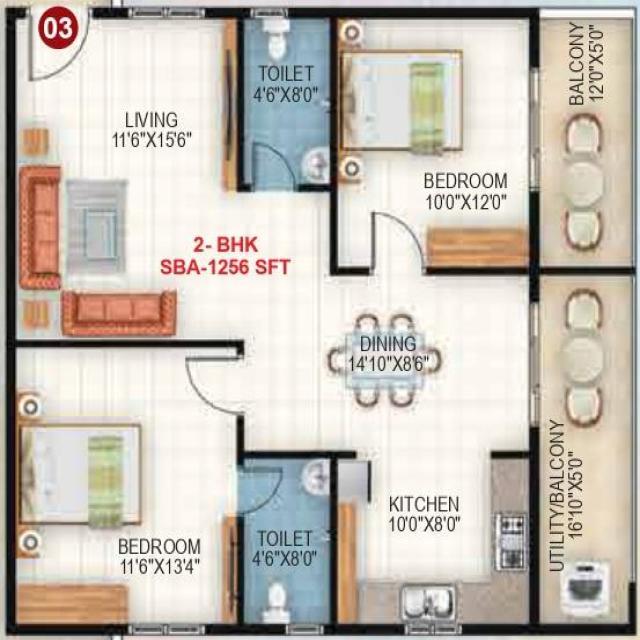 03
LIVING
11'6"X15'6"
TOILET
4'6"X8'0"
BEDROOM
10'0"X12'0"
BALCONY
12'0"X5'0"
2- BHK
SBA-1256 SFT
DINING
14'10"X8'6"
BEDROOM
11'6"X13'4"
TOILET
4'6"X8'0"
KITCHEN
10'0"X8'0"
UTILITY/BALCONY
16'10"X5'0"